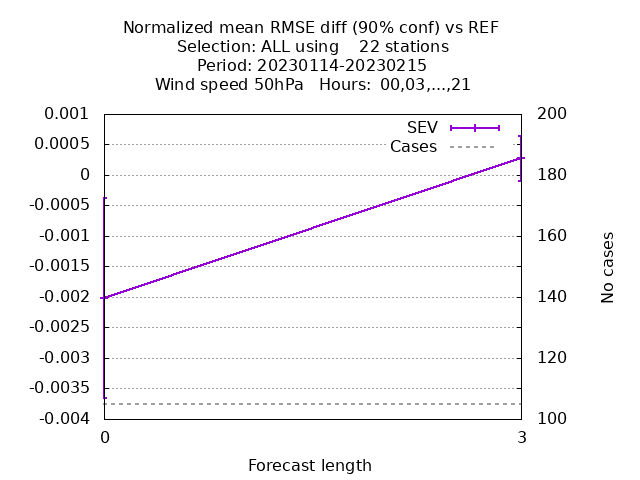 Normalized mean RMSE diff (90% conf) vs REF
Selection: ALL using    22 stations
Period: 20230114-20230215
Wind speed 50hPa   Hours: 00,03,...,21
0.001
0.0005
0
-0.0005
-0.001
-0.0015
-0.002
-0.0025
-0.003
-0.0035
-0.004
SEV
Cases
200
180
160
140
120
100
No cases
0
3
Forecast length